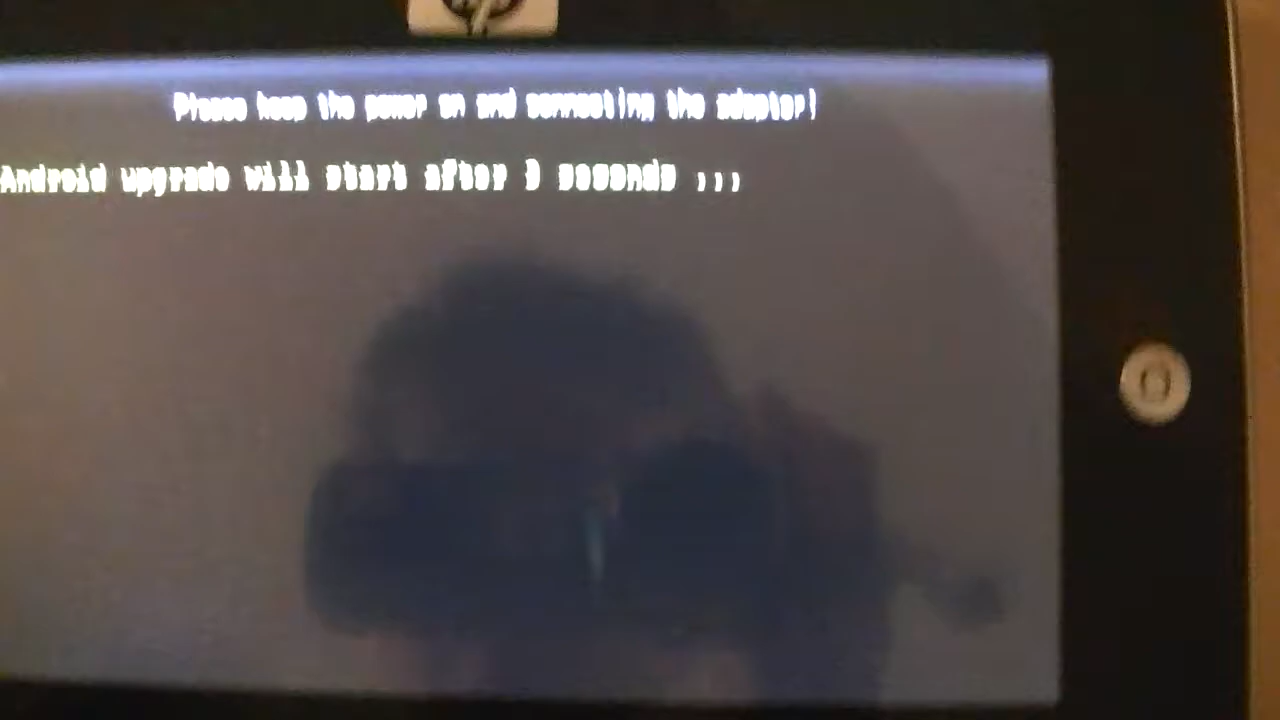 Please keep the power on and connecting the adapter!
Android upgrade will start after 3 seconds ...